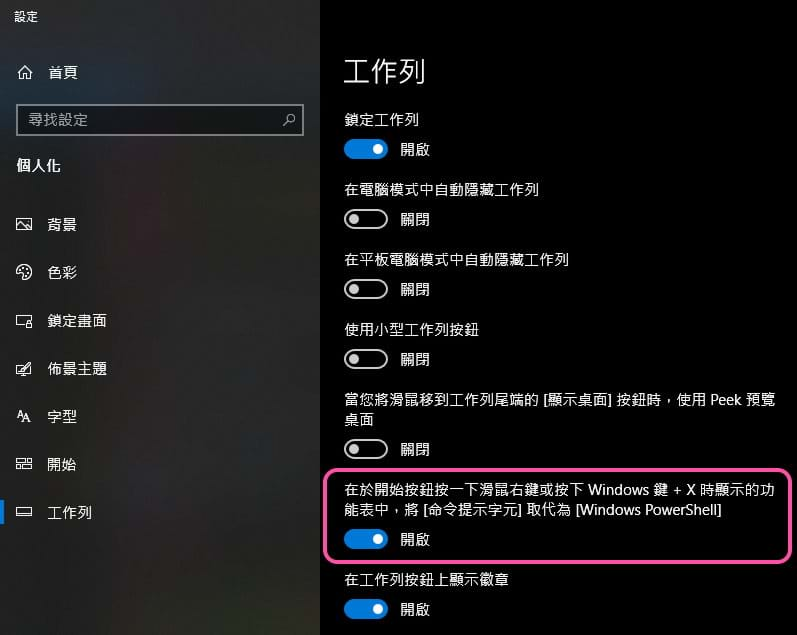 設定
首頁
尋找設定
個人化
背景
色彩
鎖定畫面
佈景主題
字型
開始
工作列
工作列
鎖定工作列
開啟
在電腦模式中自動隱藏工作列
關閉
在平板電腦模式中自動隱藏工作列
關閉
使用小型工作列按鈕
關閉
當您將滑鼠移到工作列尾端的 [顯示桌面] 按鈕時，使用 Peek 預覽
桌面
關閉
在於開始按鈕按一下滑鼠右鍵或按下 Windows 鍵 + X 時顯示的功
能表中，將 [命令提示字元] 取代為 [Windows PowerShell]
開啟
在工作列按鈕上顯示徽章
開啟